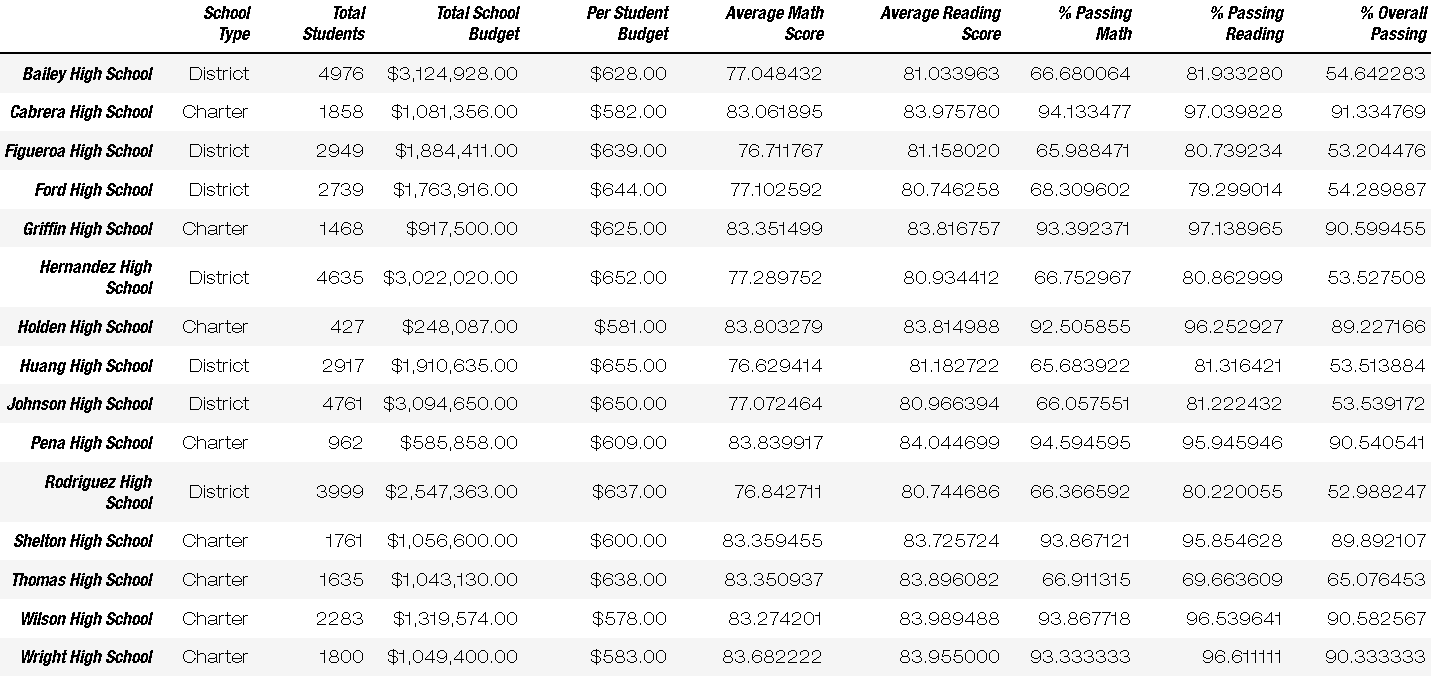 School Type Total Students Total School Budget Per Student Budget Average Math Score Average Reading Score % Passing Math % Passing Reading % Overall Passing
Bailey High School District 4976 $3,124,928.00 $628.00 77.048432 81.033963 66.680064 81.933280 54.642283
Cabrera High School Charter 1858 $1,081,356.00 $582.00 83.061895 83.975780 94.133477 97.039828 91.334769
Figueroa High School District 2949 $1,884,411.00 $639.00 76.711767 81.158020 65.988471 80.739234 53.204476
Ford High School District 2739 $1,763,916.00 $644.00 77.102592 80.746258 68.309602 79.299014 54.289887
Griffin High School Charter 1468 $917,500.00 $625.00 83.351499 83.816757 93.392371 97.138965 90.599455
Hernandez High School District 4635 $3,022,020.00 $652.00 77.289752 80.934412 66.752967 80.862999 53.527508
Holden High School Charter 427 $248,087.00 $581.00 83.803279 83.814988 92.505855 96.252927 89.227166
Huang High School District 2917 $1,910,635.00 $655.00 76.629414 81.182722 65.683922 81.316421 53.513884
Johnson High School District 4761 $3,094,650.00 $650.00 77.072464 80.966394 66.057551 81.222432 53.539172
Pena High School Charter 962 $585,858.00 $609.00 83.839917 84.044699 94.594595 95.945946 90.540541
Rodriguez High School District 3999 $2,547,363.00 $637.00 76.842711 80.744686 66.366592 80.220055 52.988247
Shelton High School Charter 1761 $1,056,600.00 $600.00 83.359455 83.725724 93.867121 95.854628 89.892107
Thomas High School Charter 1635 $1,043,130.00 $638.00 83.350937 83.896082 66.911315 69.663609 65.076453
Wilson High School Charter 2283 $1,319,574.00 $578.00 83.274201 83.989488 93.867718 96.539641 90.582567
Wright High School Charter 1800 $1,049,400.00 $583.00 83.682222 83.955000 93.333333 96.611111 90.333333